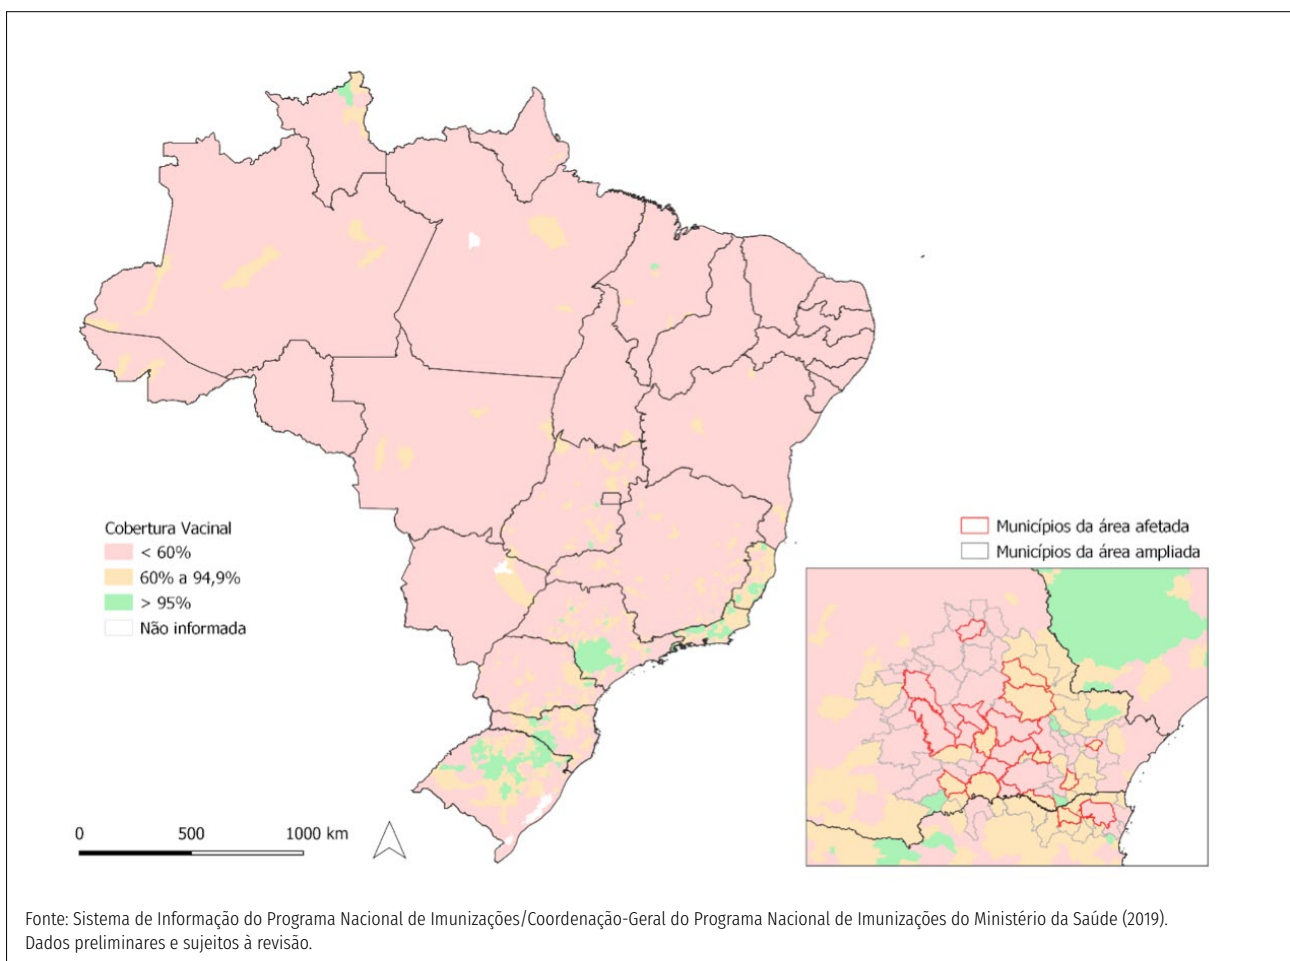 Cobertura Vacinal
< 60%
60% a 94,9%
> 95%
Não informada
Municípios da área afetada
Municípios da área ampliada
0 500 1000 km
Fonte: Sistema de Informação do Programa Nacional de Imunizações/Coordenação-Geral do Programa Nacional de Imunizações do Ministério da Saúde (2019).
Dados preliminares e sujeitos à revisão.